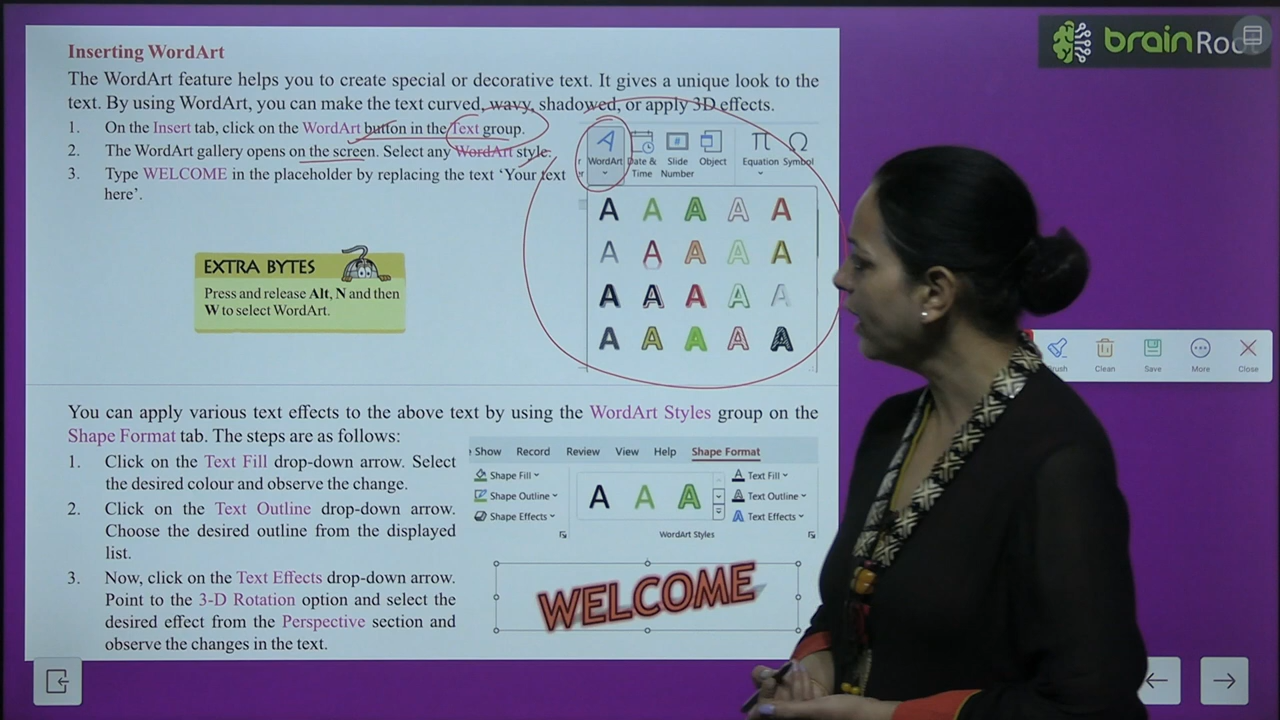 Inserting WordArt
The WordArt feature helps you to create special or decorative text. It gives a unique look to the
text. By using WordArt, you can make the text curved, wavy, shadowed, or apply 3D effects.
1. On the Insert tab, click on the WordArt button in the Text group.
2. The WordArt gallery opens on the screen. Select any WordArt style.
3. Type WELCOME in the placeholder by replacing the text ‘Your text
here’.
WordArt Date & Time Slide Number Object Equation Symbol
A A A A A
A A A A A
A A A A A
A A A A A
EXTRA BYTES
Press and release Alt, N and then
W to select WordArt.
You can apply various text effects to the above text by using the WordArt Styles group on the
Shape Format tab. The steps are as follows:
1. Click on the Text Fill drop-down arrow. Select
the desired colour and observe the change.
2. Click on the Text Outline drop-down arrow.
Choose the desired outline from the displayed
list.
3. Now, click on the Text Effects drop-down arrow.
Point to the 3-D Rotation option and select the
desired effect from the Perspective section and
observe the changes in the text.
Show Record Review View Help Shape Format
Shape Fill
Shape Outline
Shape Effects
A A A
Text Fill
Text Outline
Text Effects
WordArt Styles
WELCOME
brain
Clean Save More Close